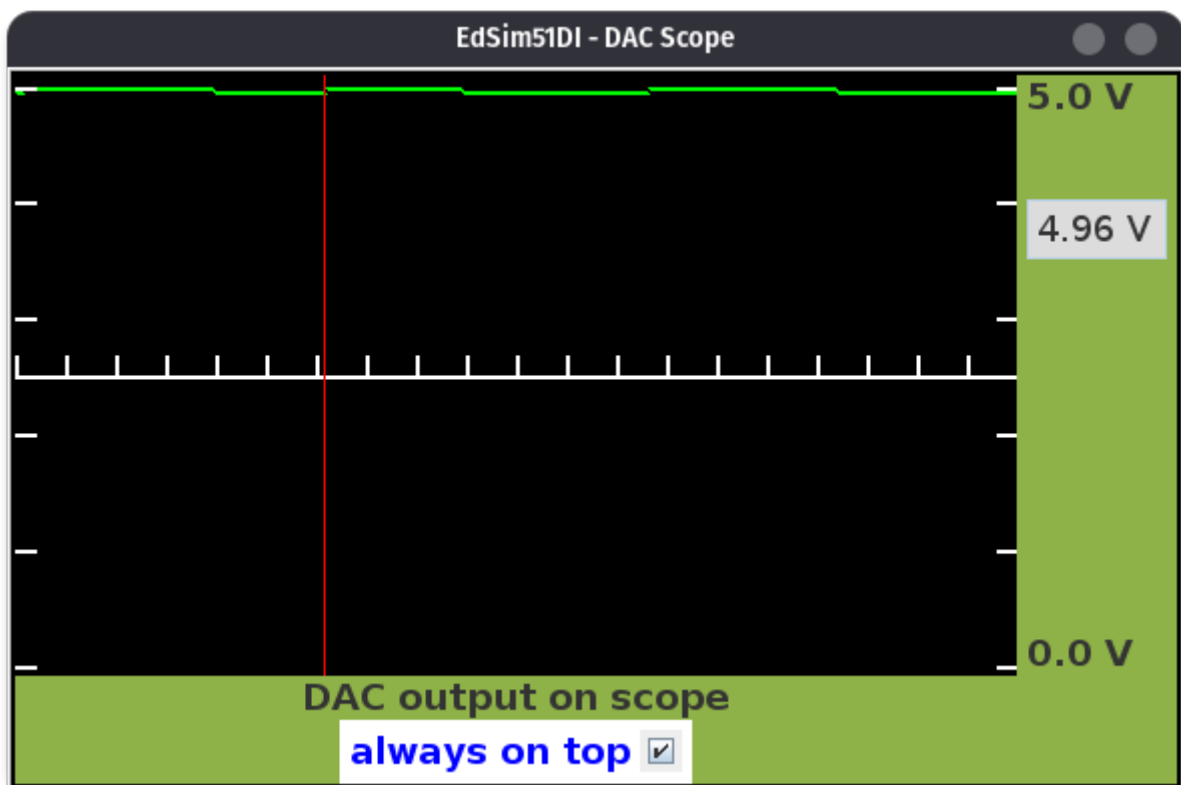 EdSim51DI - DAC Scope
5.0 V
4.96 V
0.0 V
DAC output on scope
always on top